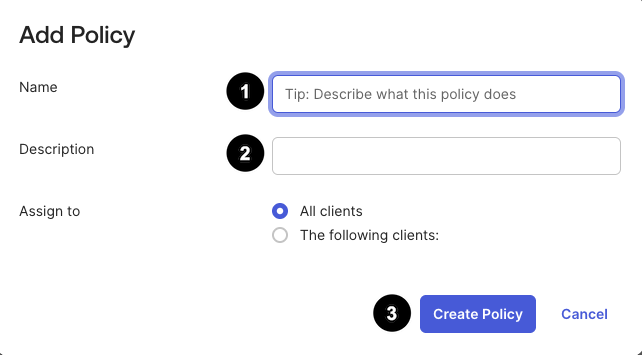 Add Policy
Name
1
Tip: Describe what this policy does
Description
2
Assign to
All clients
The following clients:
3
Create Policy
Cancel